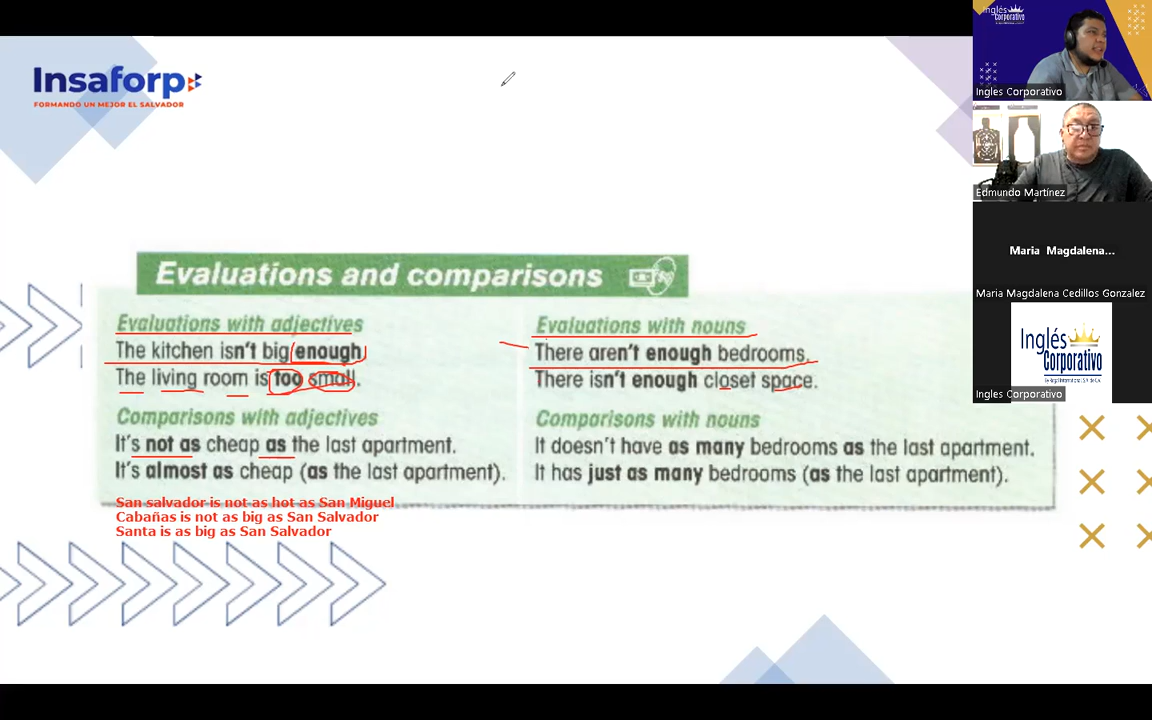 Insaforp
FORMANDO UN MEJOR EL SALVADOR
Evaluations and comparisons
Evaluations with adjectives
The kitchen isn't big enough
The living room is too small.
Comparisons with adjectives
It's not as cheap as the last apartment.
It's almost as cheap (as the last apartment).
Evaluations with nouns
There aren't enough bedrooms.
There isn't enough closet space.
Comparisons with nouns
It doesn't have as many bedrooms as the last apartment.
It has just as many bedrooms (as the last apartment).
San salvador is not as hot as San Miguel
Cabañas is not as big as San Salvador
Santa is as big as San Salvador
Inglés
Corporativo
Ingles Corporativo
Edmundo Martínez
Maria Magdalena...
Maria Magdalena Cedillos Gonzalez
Inglés
Corporativo
Ingles Corporativo